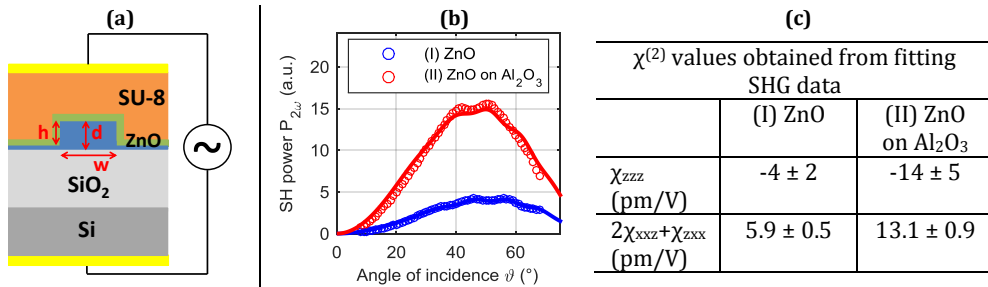 (a)
SU-8
h
d
ZnO
w
SiO₂
Si
~
(b)
SH power P₂ω (a.u.)
20
15
10
5
0
(I) ZnO
(II) ZnO on Al₂O₃
0
20
40
60
Angle of incidence ϑ (°)
(c)
χ⁽²⁾ values obtained from fitting
SHG data
(I) ZnO
(II) ZnO
on Al₂O₃
χzzz
(pm/V)
-4 ± 2
-14 ± 5
2χxxz+χzxx
(pm/V)
5.9 ± 0.5
13.1 ± 0.9